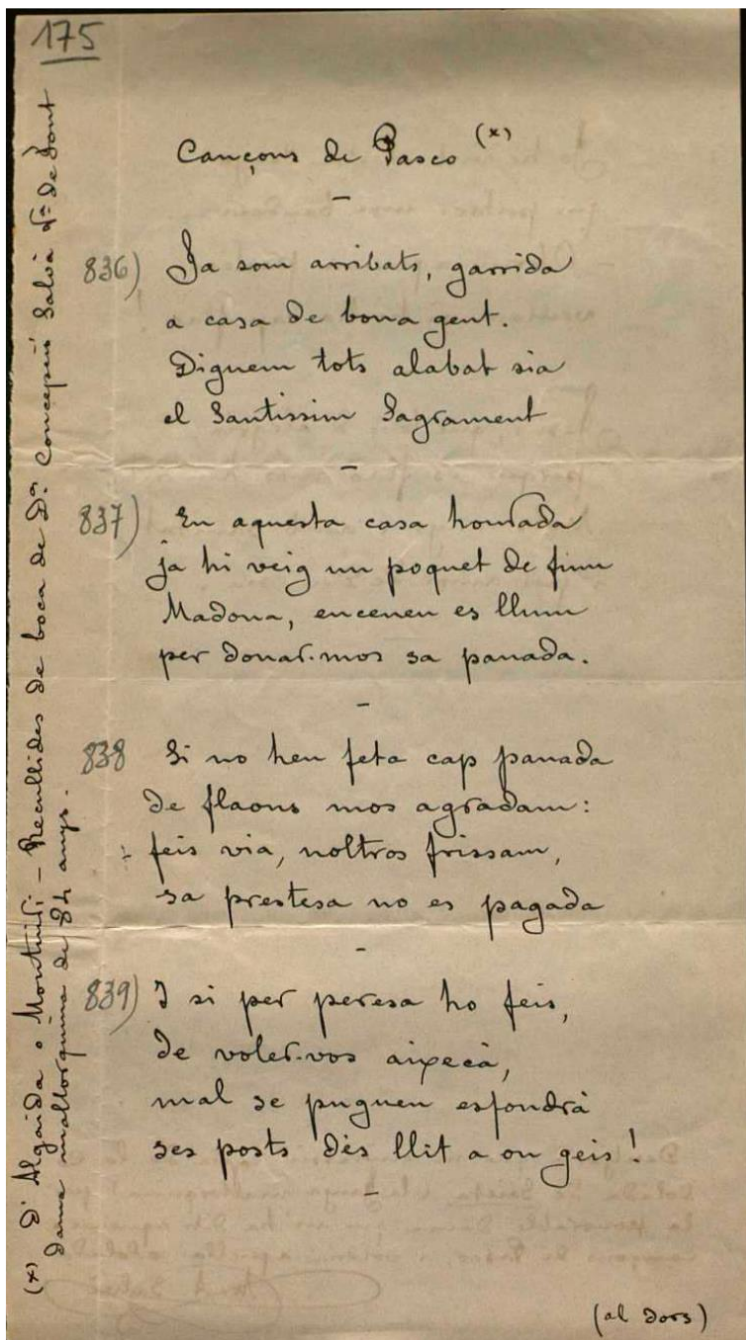 175
Cançons de Pasco (x)
–
836) Ja som arribats, garrida
a casa de bona gent.
Diguem tots alabat sia
el Santissim Sagrament
–
837) En aquesta casa honrada
ja hi veig un poquet de fum
Madona, enceneu es llum
per donar-mos sa panada.
–
838 Si no heu feta cap panada
de flaons mos agradam:
feis via, noltros frissam,
sa prestesa no es pagada
–
839) I si per peresa ho feis,
de voler-vos aixecà,
mal se puguen esfondrà
ses posts dès llit a on geis!
–
(al dors)
(x) D'Algaida o Montuiri – Recullides de boca de Dª. Concepció Salvà Vª de Font
dama mallorquina de 84 anys.